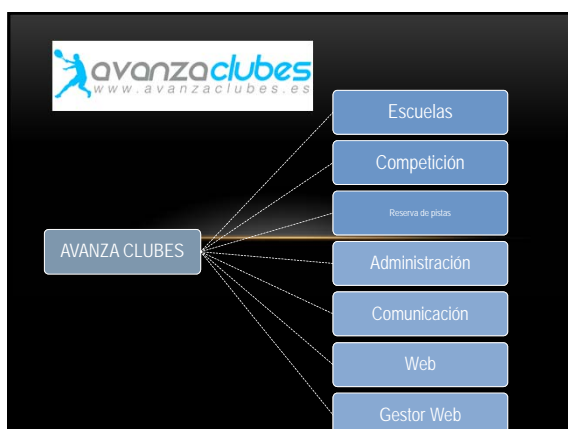 avanzaclubes
www.avanzaclubes.es
Escuelas
Competición
Reserva de pistas
AVANZA CLUBES
Administración
Comunicación
Web
Gestor Web